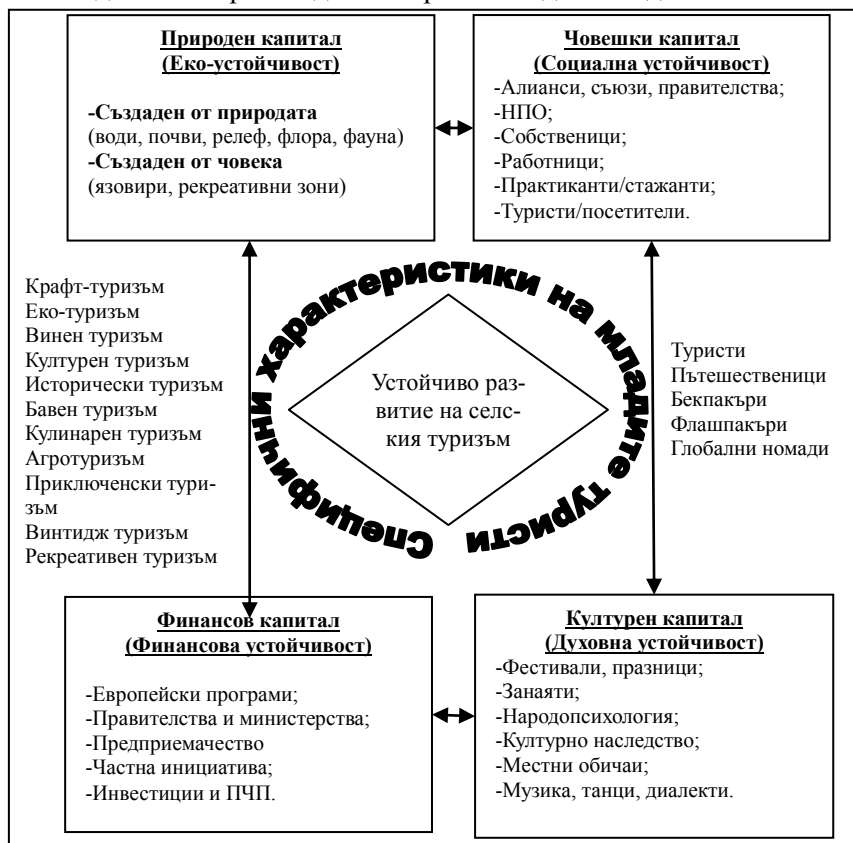 Природен капитал
(Еко-устойчивост)
-Създаден от природата
(води, почви, релеф, флора, фауна)
-Създаден от човека
(язовири, рекреативни зони)
Човешки капитал
(Социална устойчивост)
-Алианси, съюзи, правителства;
-НПО;
-Собственици;
-Работници;
-Практиканти/стажанти;
-Туристи/посетители.
Крафт-туризъм
Еко-туризъм
Винен туризъм
Културен туризъм
Исторически туризъм
Бавен туризъм
Кулинарен туризъм
Агротуризъм
Приключенски тури-
зъм
Винтидж туризъм
Рекреативен туризъм
Специфични характеристики на младите туристи
Устойчиво раз-
витие на селс-
кия туризъм
Туристи
Пътешественици
Бекпакъри
Флашпакъри
Глобални номади
Финансов капитал
(Финансова устойчивост)
-Европейски програми;
-Правителства и министерства;
-Предприемачество
-Частна инициатива;
-Инвестиции и ПЧП.
Културен капитал
(Духовна устойчивост)
-Фестивали, празници;
-Занаяти;
-Народопсихология;
-Културно наследство;
-Местни обичаи;
-Музика, танци, диалекти.